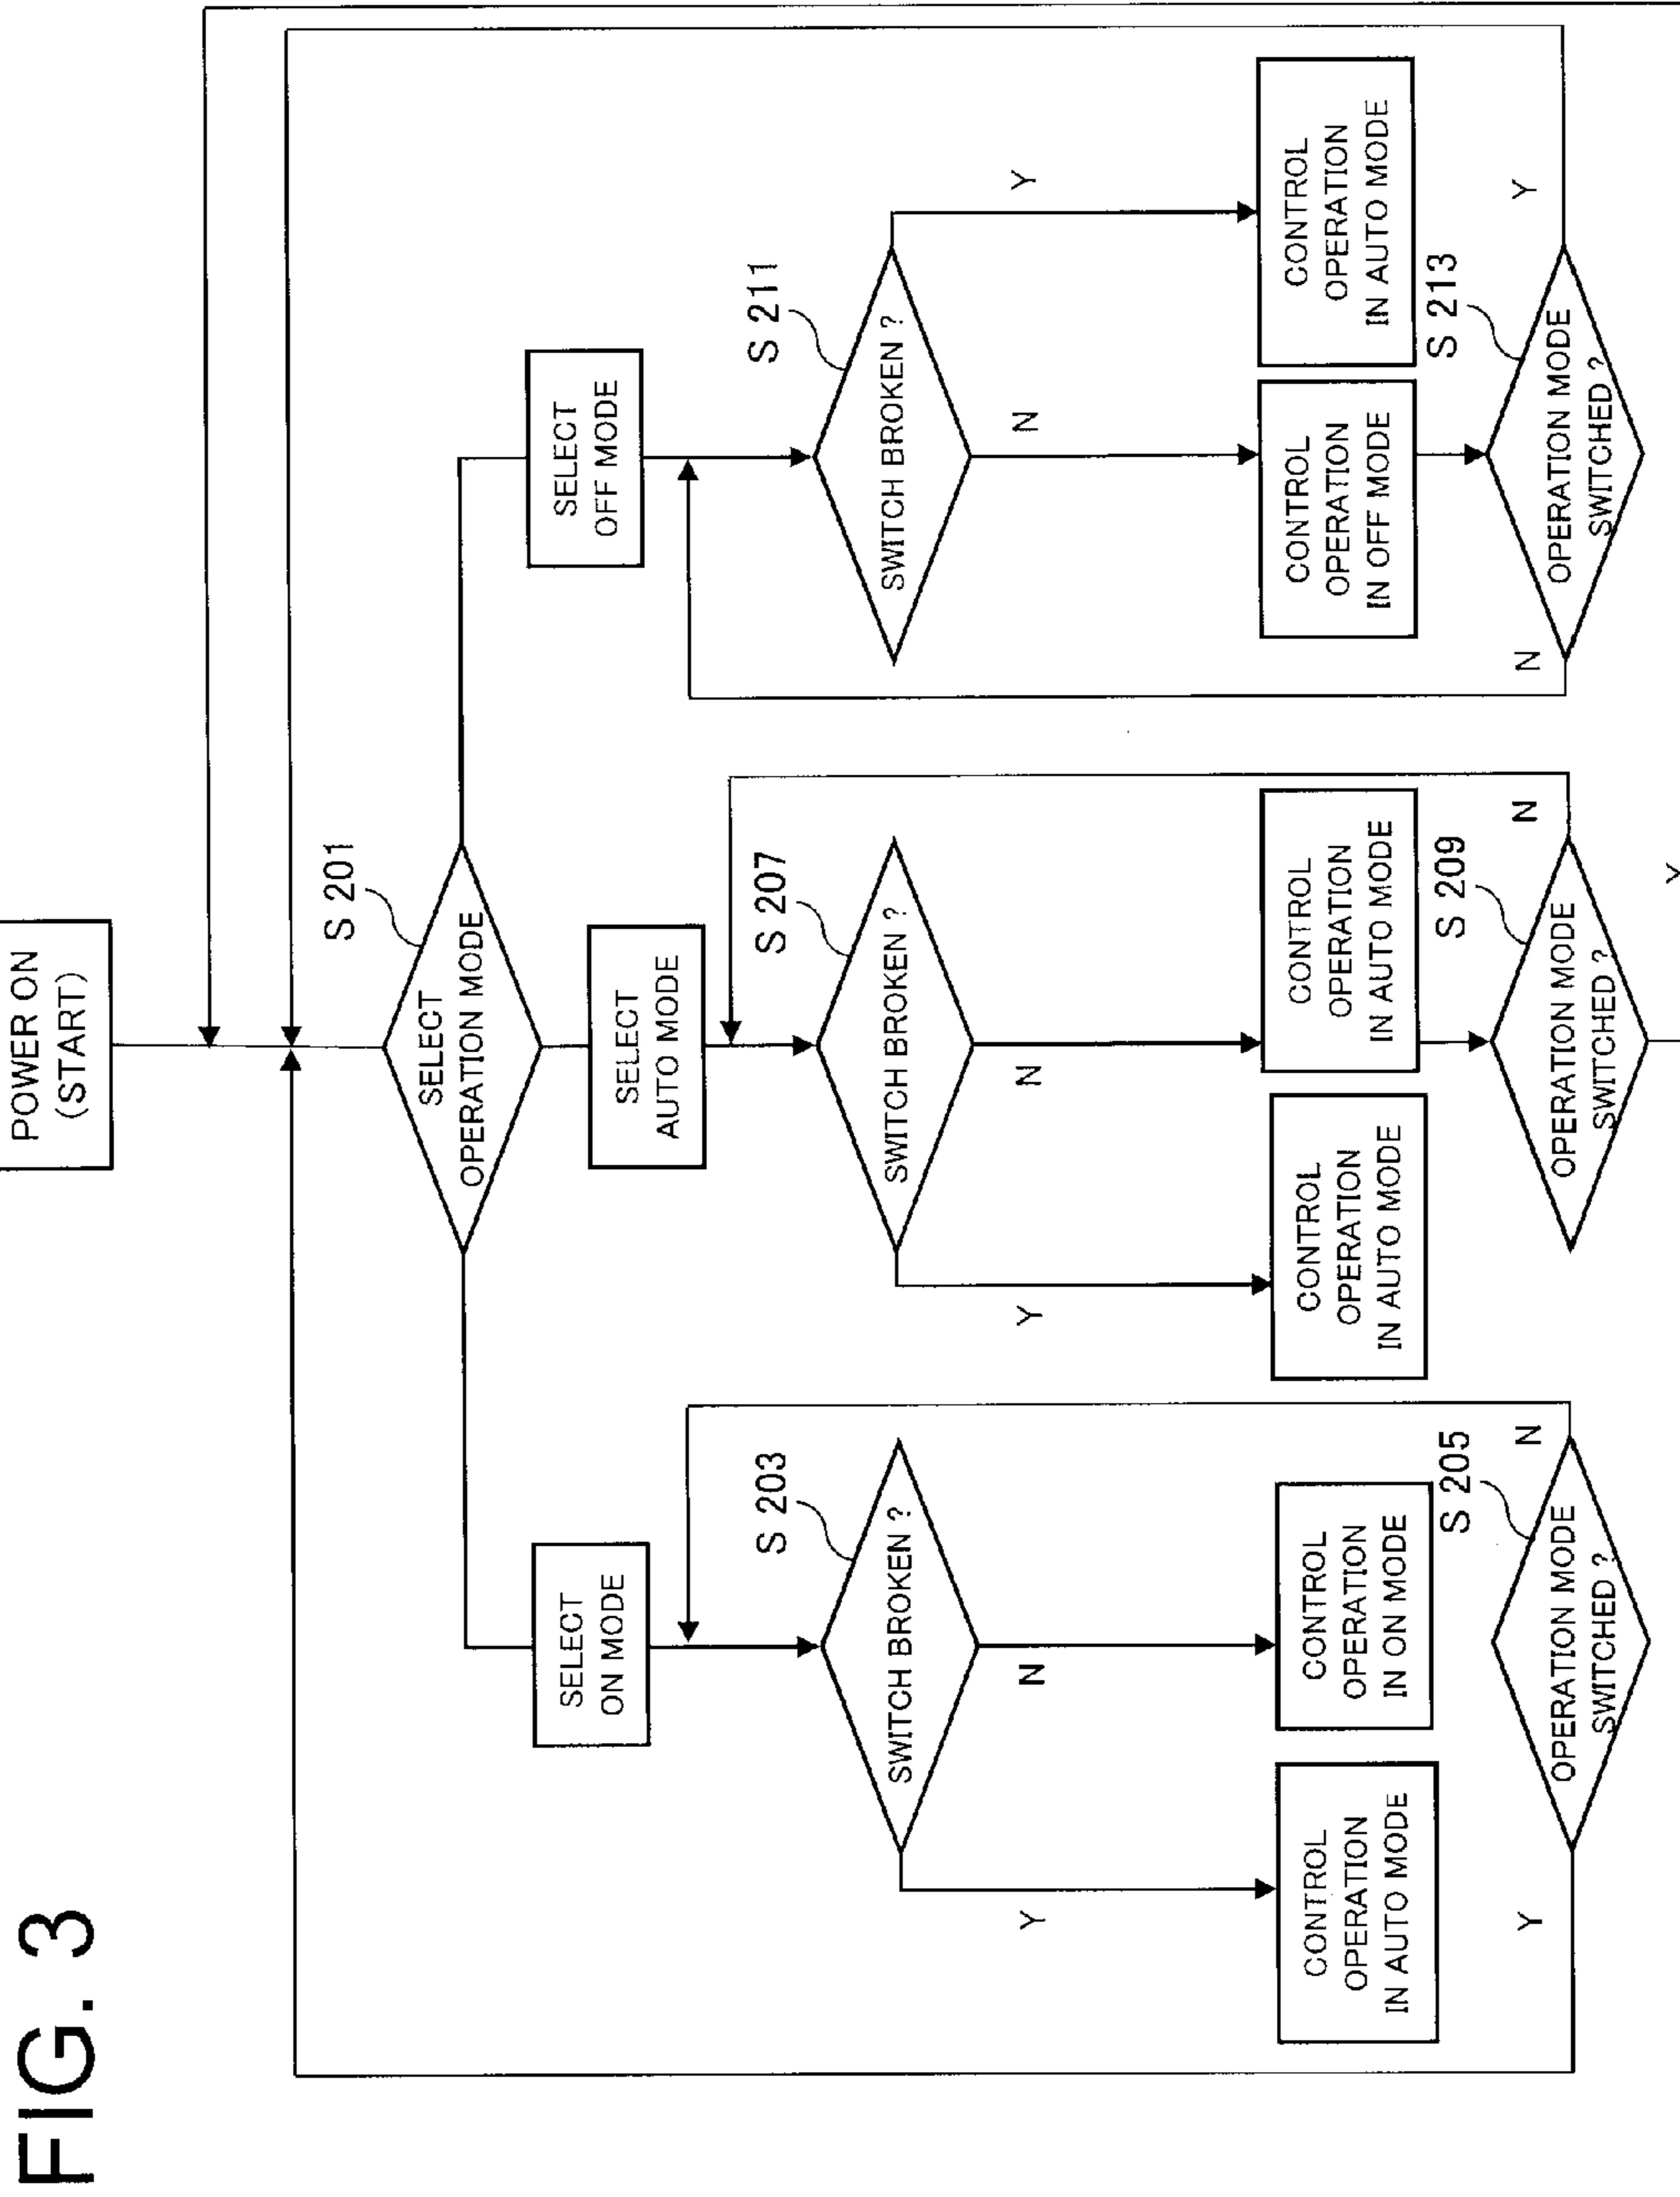 FIG. 3
POWER ON
(START)
S 201
SELECT
OPERATION MODE
SELECT
ON MODE
SELECT
AUTO MODE
SELECT
OFF MODE
S 203
SWITCH BROKEN ?
S 207
SWITCH BROKEN ?
S 211
SWITCH BROKEN ?
Y
N
Y
N
N
Y
CONTROL
OPERATION
IN AUTO MODE
CONTROL
OPERATION
IN ON MODE
CONTROL
OPERATION
IN AUTO MODE
CONTROL
OPERATION
IN AUTO MODE
CONTROL
OPERATION
IN OFF MODE
CONTROL
OPERATION
IN AUTO MODE
S 205
S 209
S 213
Y
OPERATION MODE
SWITCHED ?
N
OPERATION MODE
SWITCHED ?
N
N
OPERATION MODE
SWITCHED ?
Y
Y